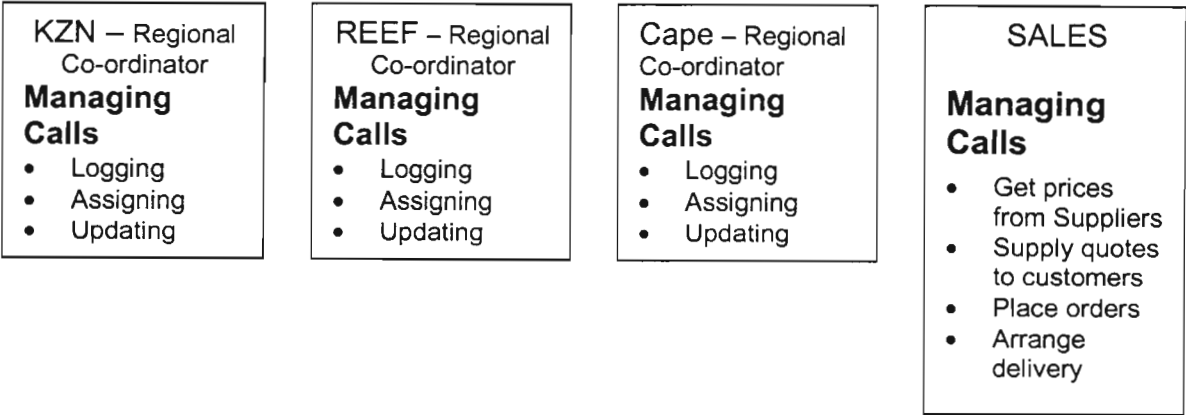 KZN – Regional
Co-ordinator
Managing
Calls
• Logging
• Assigning
• Updating
REEF – Regional
Co-ordinator
Managing
Calls
• Logging
• Assigning
• Updating
Cape – Regional
Co-ordinator
Managing
Calls
• Logging
• Assigning
• Updating
SALES
Managing
Calls
• Get prices
from Suppliers
• Supply quotes
to customers
• Place orders
• Arrange
delivery